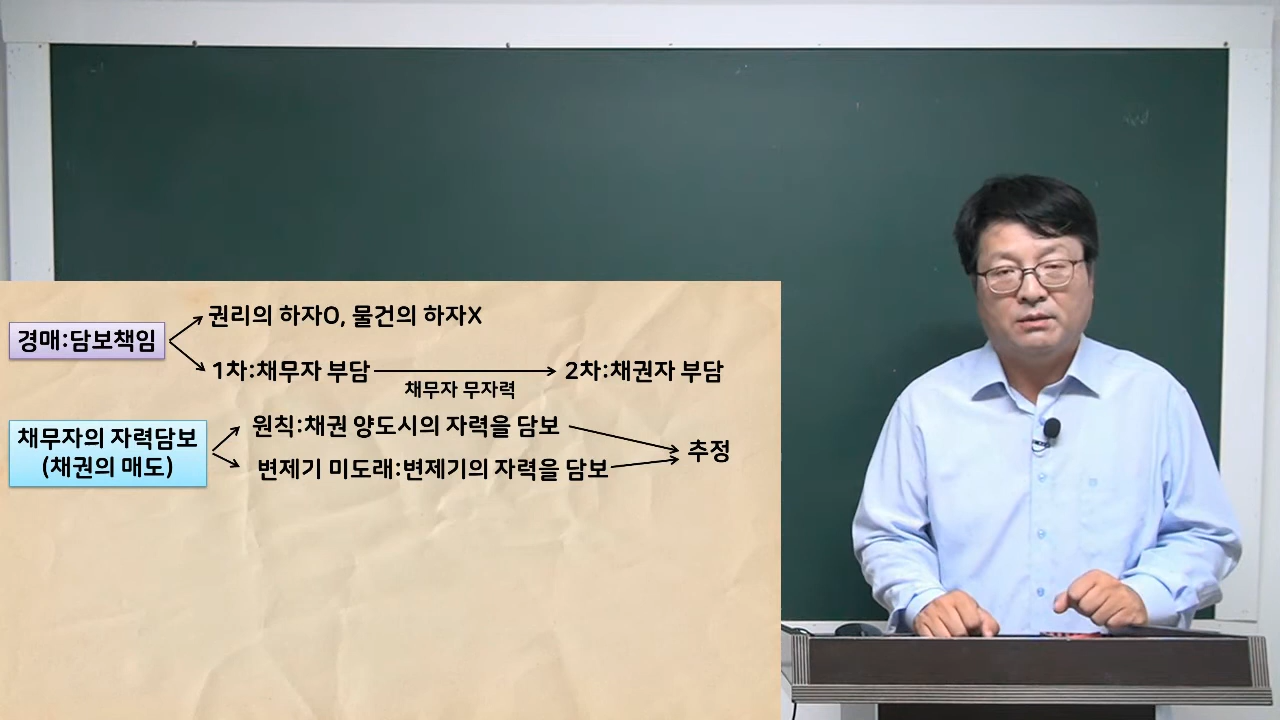 경매:담보책임
권리의 하자O, 물건의 하자X
1차:채무자 부담
채무자 무자력
2차:채권자 부담
채무자의 자력담보
(채권의 매도)
원칙:채권 양도시의 자력을 담보
변제기 미도래:변제기의 자력을 담보
추정